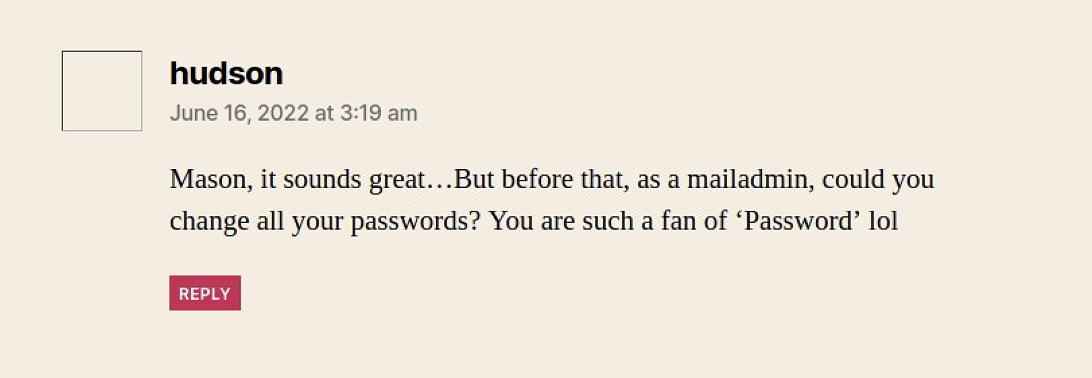 hudson
June 16, 2022 at 3:19 am
Mason, it sounds great…But before that, as a mailadmin, could you
change all your passwords? You are such a fan of ‘Password’ lol
REPLY